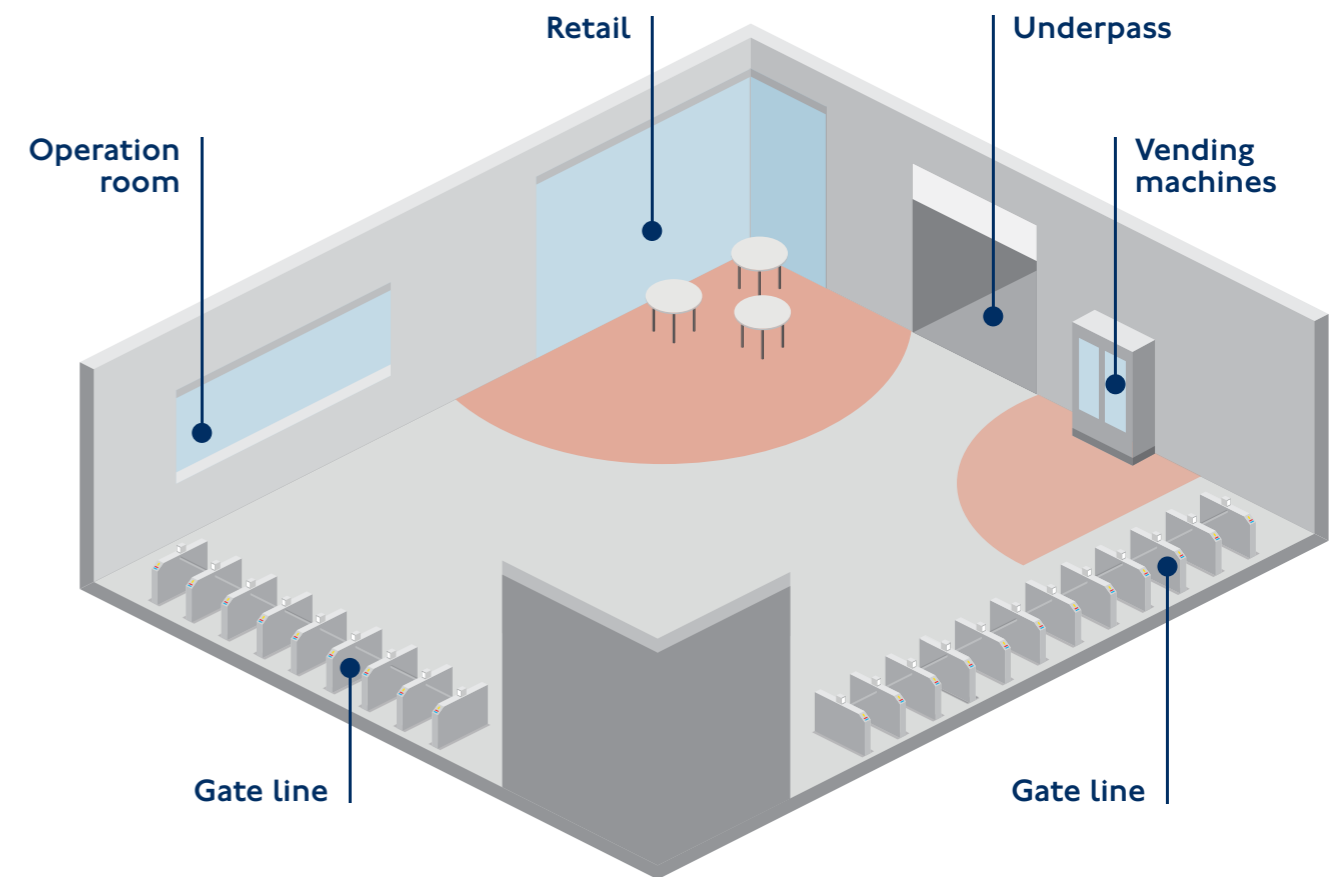 Retail
Underpass
Operation
room
Vending
machines
Gate line
Gate line